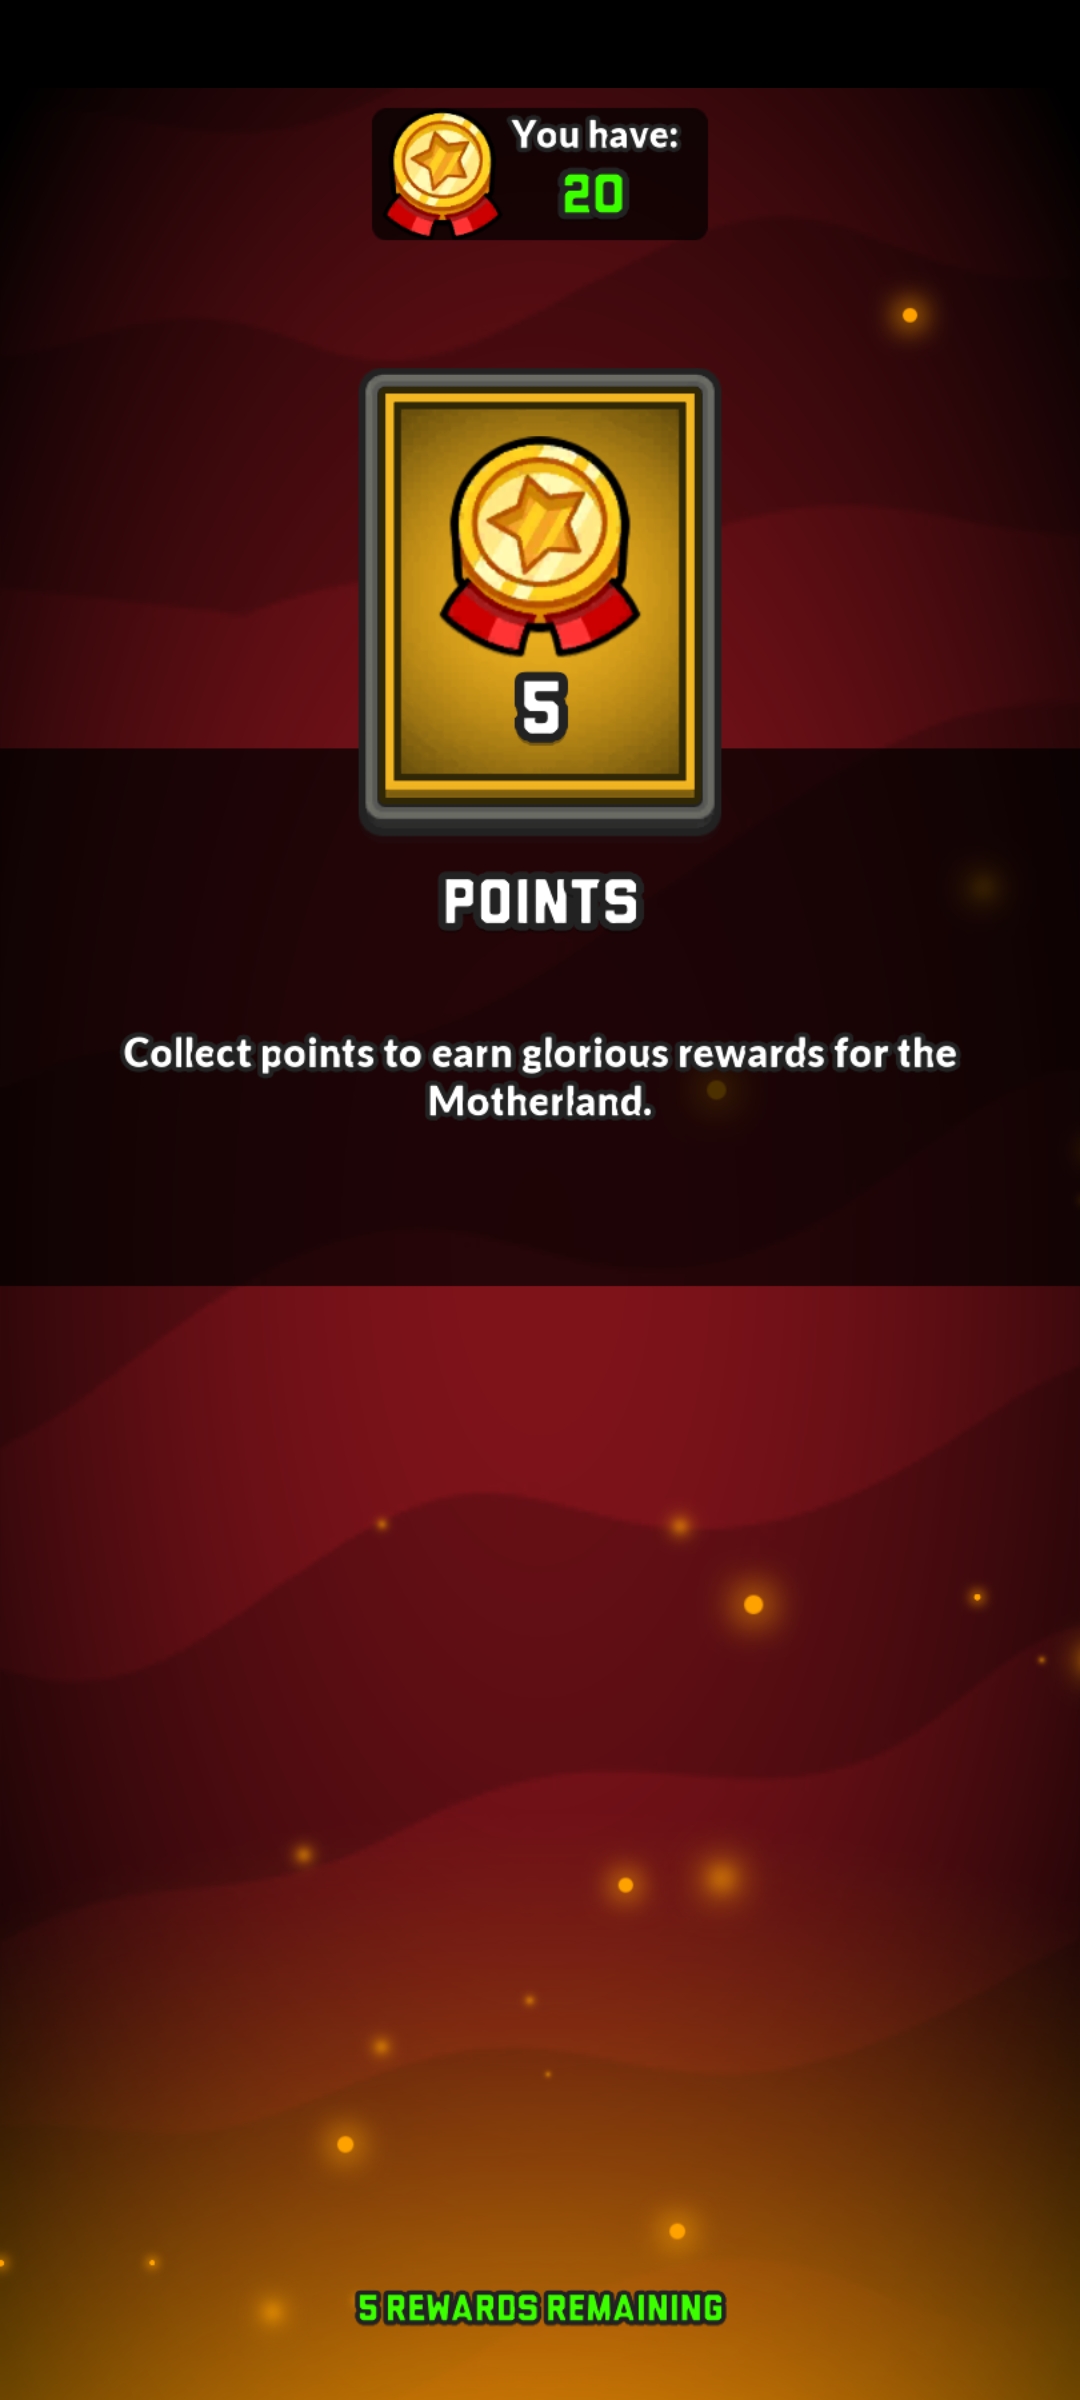 You have:
20
5
POINTS
Collect points to earn glorious rewards for the
Motherland.
5 REWARDS REMAINING